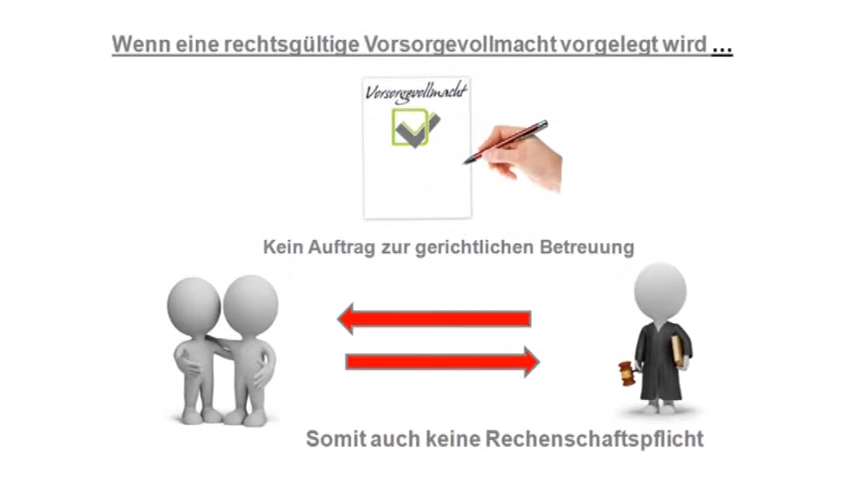 Wenn eine rechtsgültige Vorsorgevollmacht vorgelegt wird ...
Vorsorgevollmacht
Kein Auftrag zur gerichtlichen Betreuung
Somit auch keine Rechenschaftspflicht